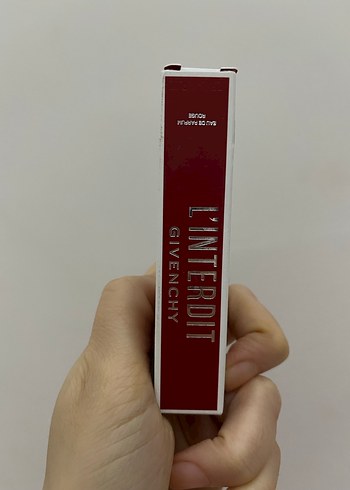 EAU DE PARFUM
ROUGE
L'INTERDIT
GIVENCHY